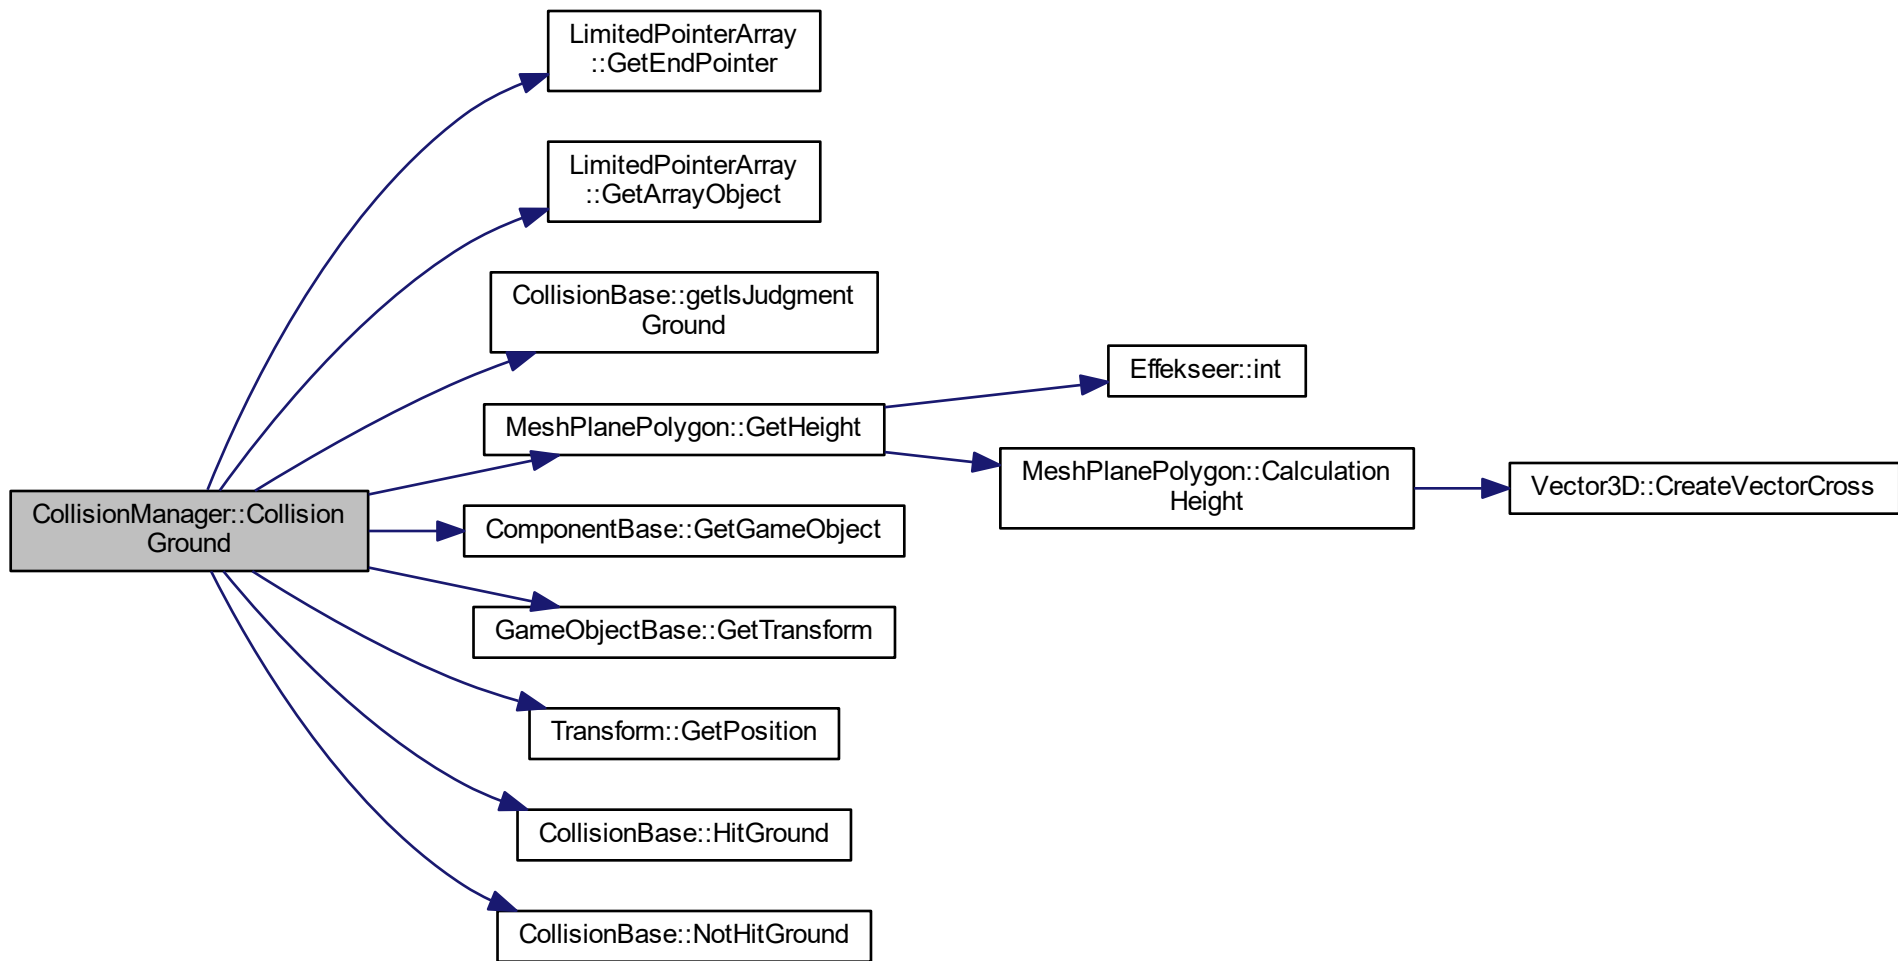 LimitedPointerArray
::GetEndPointer
LimitedPointerArray
::GetArrayObject
CollisionBase::getIsJudgment
Ground
MeshPlanePolygon::GetHeight
Effekseer::int
MeshPlanePolygon::Calculation
Height
Vector3D::CreateVectorCross
CollisionManager::Collision
Ground
ComponentBase::GetGameObject
GameObjectBase::GetTransform
Transform::GetPosition
CollisionBase::HitGround
CollisionBase::NotHitGround